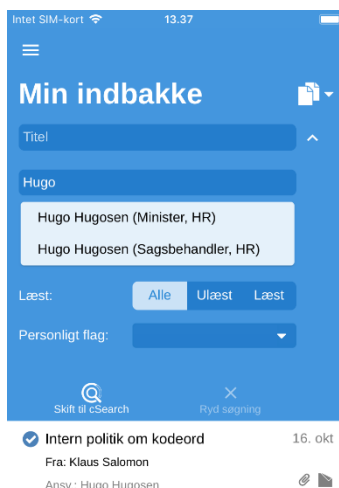 Intet SIM-kort 13.37
Min indbakke
Titel
Hugo
Hugo Hugosen (Minister, HR)
Hugo Hugosen (Sagsbehandler, HR)
Læst: Alle Ulæst Læst
Personligt flag:
Skift til cSearch Ryd søgning
Intern politik om kodeord 16. okt
Fra: Klaus Salomon
Ansv.: Hugo Hugosen